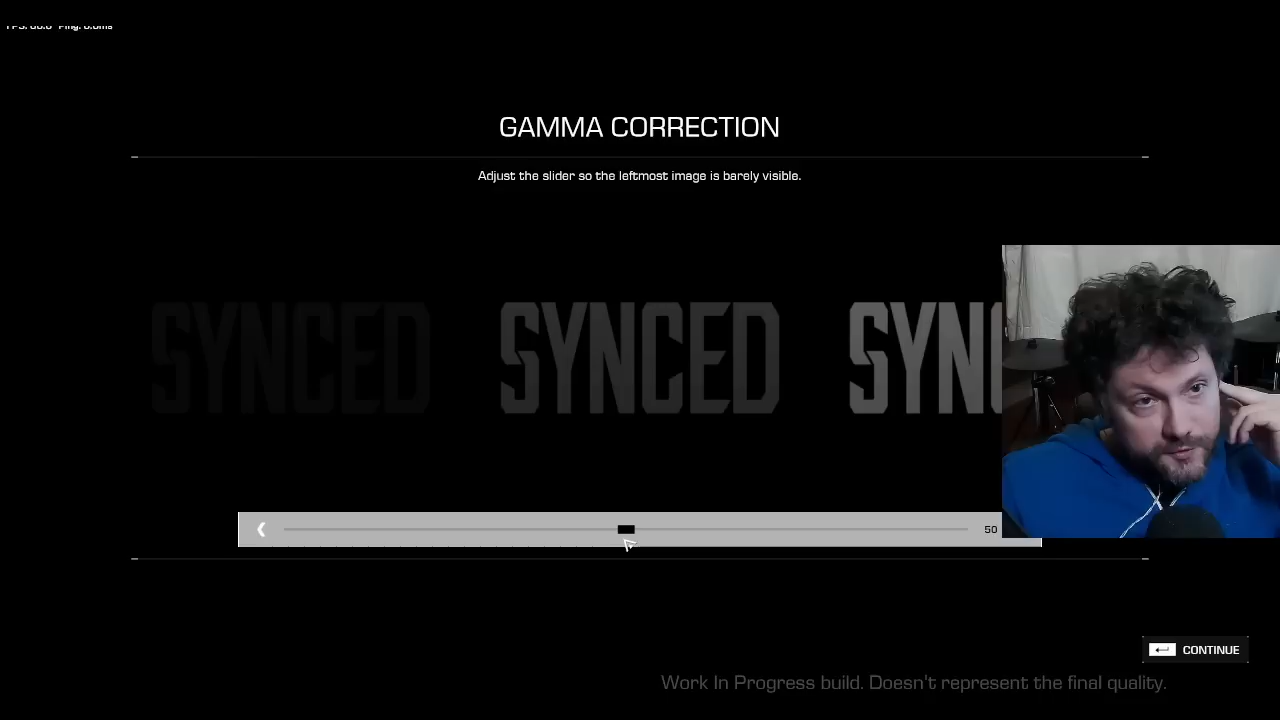 GAMMA CORRECTION
Adjust the slider so the leftmost image is barely visible.
SYNCED SYNCED SYNC
50
CONTINUE
Work In Progress build. Doesn't represent the final quality.